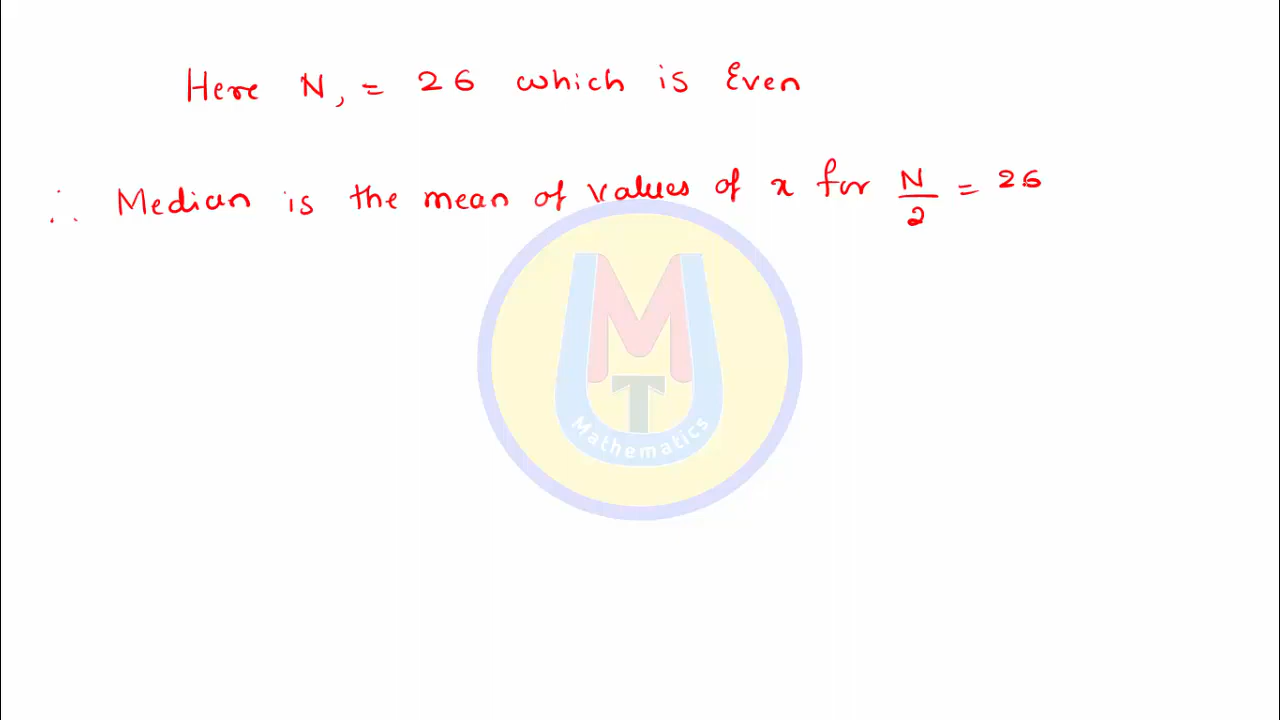 Here N, = 26 which is Even
∴ Median is the mean of values of x for N/2 = 26
M
T
Mathematics